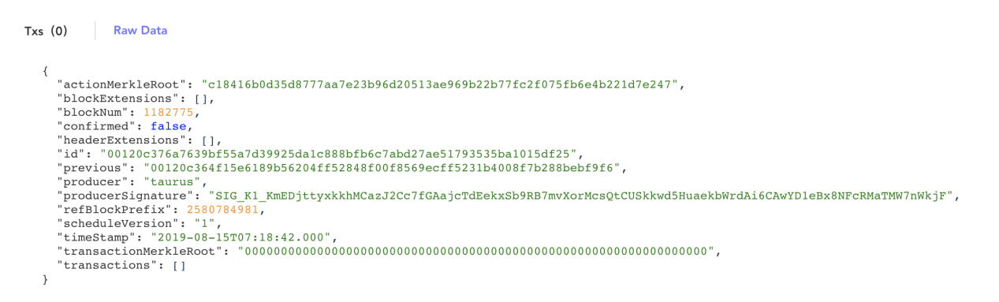 Txs (0) Raw Data
{
"actionMerkleRoot": "c18416b0d35d8777aa7e23b96d20513ae969b22b77fc2f075fb6e4b221d7e247",
"blockExtensions": [],
"blockNum": 1182775,
"confirmed": false,
"headerExtensions": [],
"id": "00120c376a7639bf55a7d39925da1c888bfb6c7abd27ae51793535ba1015df25",
"previous": "00120c364f15e6189b56204ff52848f00f8569ecff5231b4008f7b288bebf9f6",
"producer": "taurus",
"producerSignature": "SIG_K1_KmEDjttyxkkhMCazJ2Cc7fGAajcTdEekxSb9RB7mvXorMcsQtCUSkkwd5HuaekbWrdAi6CAwYD1eBx8NFcRMaTMW7nWkjF",
"refBlockPrefix": 2580784981,
"scheduleVersion": "1",
"timeStamp": "2019-08-15T07:18:42.000",
"transactionMerkleRoot": "0000000000000000000000000000000000000000000000000000000000000000",
"transactions": []
}